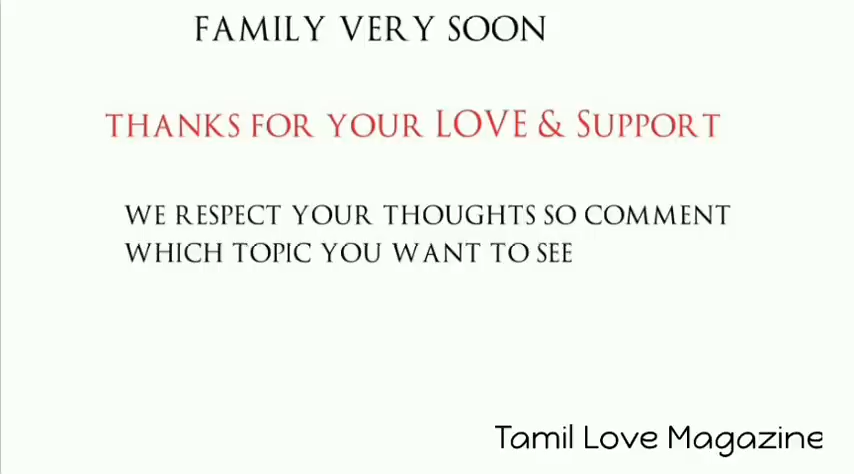 FAMILY VERY SOON
THANKS FOR YOUR LOVE & SUPPORT
WE RESPECT YOUR THOUGHTS SO COMMENT
WHICH TOPIC YOU WANT TO SEE
Tamil Love Magazine